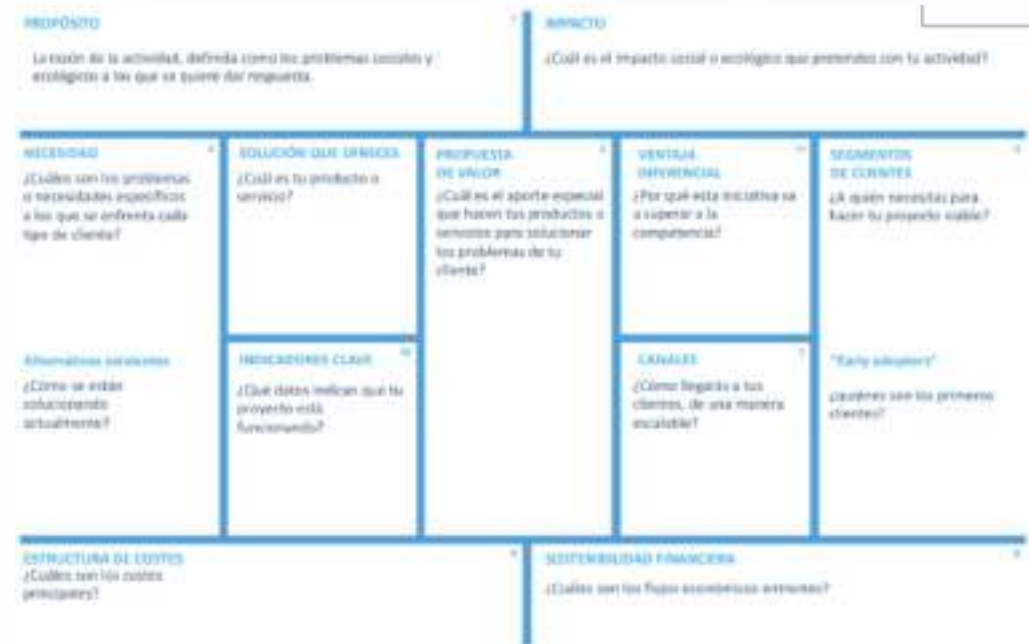 PROPÓSITO
La razón de la actividad, definida como los problemas sociales y
ecológicos a los que se quiere dar respuesta.
IMPACTO
¿Cuál es el impacto social o ecológico que pretendes con tu actividad?
NECESIDAD
¿Cuáles son los problemas
o necesidades específicos
a los que se enfrenta cada
tipo de cliente?
Alternativas existentes
¿Cómo se están
solucionando
actualmente?
SOLUCIÓN QUE OFRECES
¿Cuál es tu producto o
servicio?
INDICADORES CLAVE
¿Qué datos indican que tu
proyecto está
funcionando?
PROPUESTA
DE VALOR
¿Cuál es el aporte especial
que hacen tus productos o
servicios para solucionar
los problemas de tu
cliente?
VENTAJA
DIFERENCIAL
¿Por qué esta iniciativa va
a superar a la
competencia?
CANALES
¿Cómo llegarás a tus
clientes, de una manera
escalable?
SEGMENTOS
DE CLIENTES
¿A quién necesitas para
hacer tu proyecto viable?
"Early adopters"
¿quiénes son los primeros
clientes?
ESTRUCTURA DE COSTES
¿Cuáles son los costes
principales?
SOSTENIBILIDAD FINANCIERA
¿Cuáles son los flujos económicos entrantes?